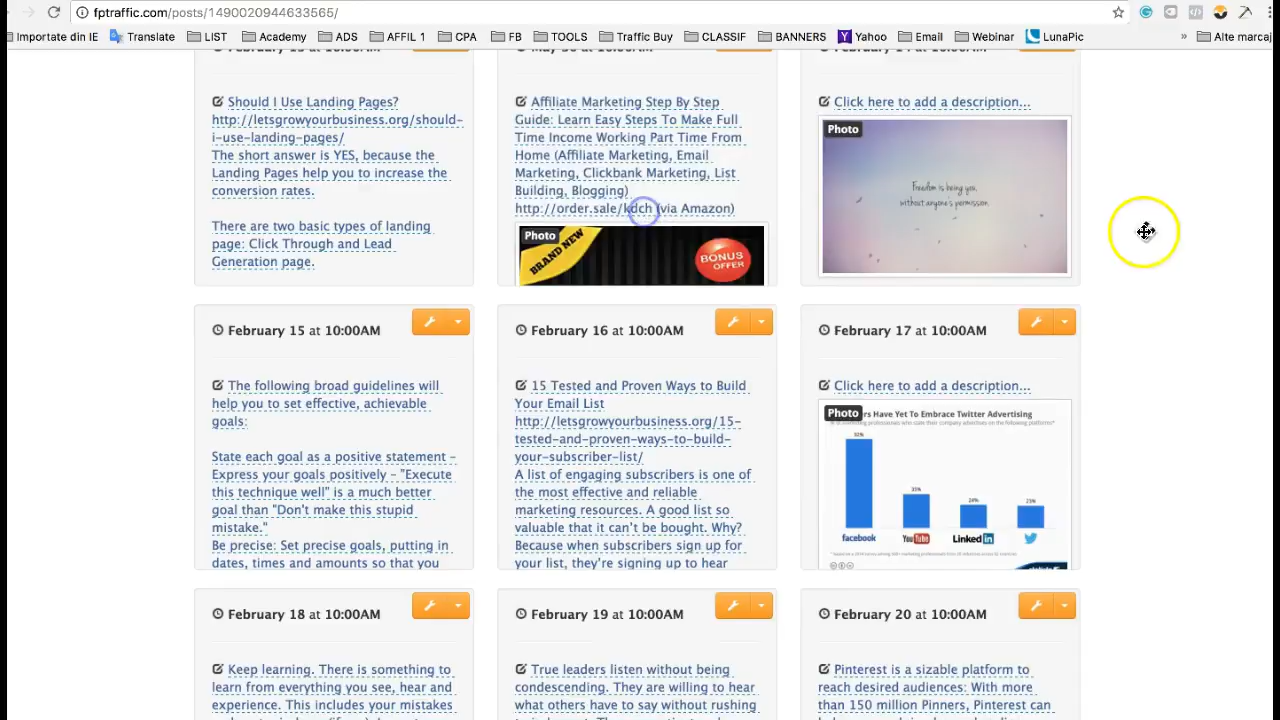 fptraffic.com/posts/1490020944633565/
Importate din IE Translate LIST Academy ADS AFFIL 1 CPA FB TOOLS Traffic Buy CLASSIF BANNERS Yahoo Email Webinar LunaPic » Alte marcaj
Should I Use Landing Pages?
http://letsgrowyourbusiness.org/should-
i-use-landing-pages/
The short answer is YES, because the
Landing Pages help you to increase the
conversion rates.
There are two basic types of landing
page: Click Through and Lead
Generation page.
Affiliate Marketing Step By Step
Guide: Learn Easy Steps To Make Full
Time Income Working Part Time From
Home (Affiliate Marketing, Email
Marketing, Clickbank Marketing, List
Building, Blogging)
http://order.sale/kdch (via Amazon)
Photo
BRAND NEW
BONUS
OFFER
Click here to add a description...
Photo
Freedom is being you,
without anyone's permission
February 15 at 10:00AM
The following broad guidelines will
help you to set effective, achievable
goals:
State each goal as a positive statement -
Express your goals positively - "Execute
this technique well" is a much better
goal than "Don't make this stupid
mistake."
Be precise: Set precise goals, putting in
dates, times and amounts so that you
February 16 at 10:00AM
15 Tested and Proven Ways to Build
Your Email List
http://letsgrowyourbusiness.org/15-
tested-and-proven-ways-to-build-
your-subscriber-list/
A list of engaging subscribers is one of
the most effective and reliable
marketing resources. A good list so
valuable that it can't be bought. Why?
Because when subscribers sign up for
your list, they're signing up to hear
February 17 at 10:00AM
Click here to add a description...
Photo
ers Have Yet To Embrace Twitter Advertising
facebook YouTube LinkedIn
February 18 at 10:00AM
Keep learning. There is something to
learn from everything you see, hear and
experience. This includes your mistakes
February 19 at 10:00AM
True leaders listen without being
condescending. They are willing to hear
what others have to say without rushing
February 20 at 10:00AM
Pinterest is a sizable platform to
reach desired audiences: With more
than 150 million Pinners, Pinterest can